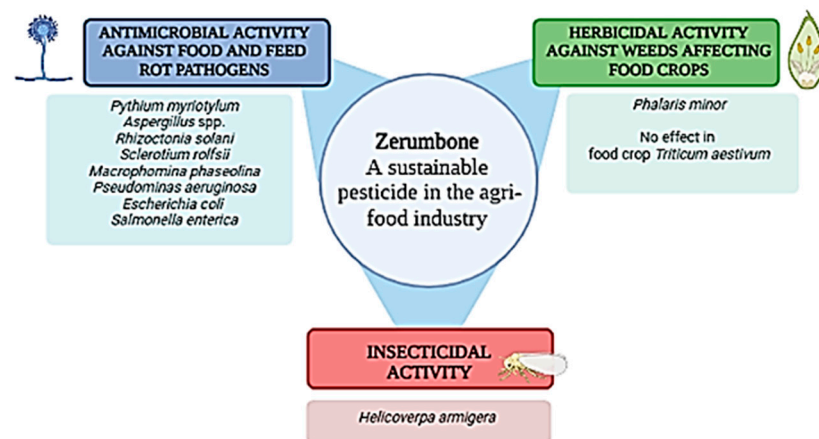 ANTIMICROBIAL ACTIVITY
AGAINST FOOD AND FEED
ROT PATHOGENS
Pythium myriotylum
Aspergillus spp.
Rhizoctonia solani
Sclerotium rolfsii
Macrophomina phaseolina
Pseudominas aeruginosa
Escherichia coli
Salmonella enterica
Zerumbone
A sustainable
pesticide in the agri-
food industry
HERBICIDAL ACTIVITY
AGAINST WEEDS AFFECTING
FOOD CROPS
Phalaris minor
No effect in
food crop Triticum aestivum
INSECTICIDAL
ACTIVITY
Helicoverpa armigera